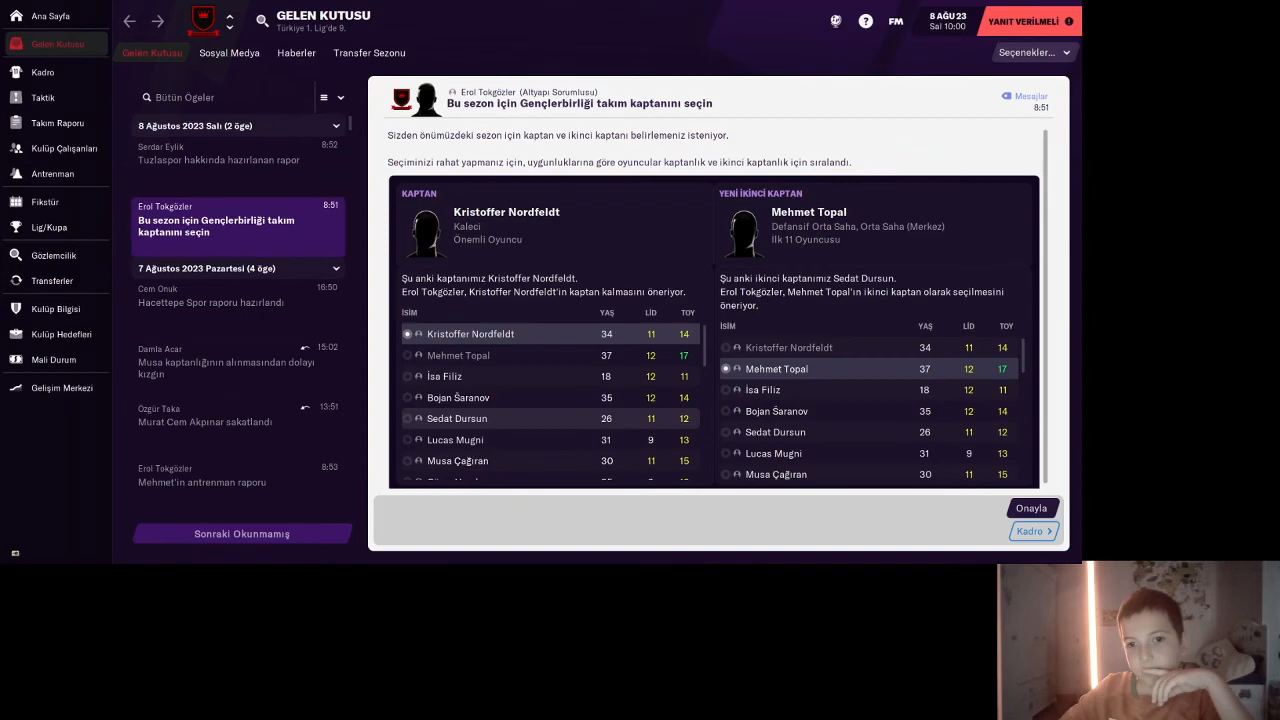 Ana Sayfa
Gelen Kutusu
Kadro
Taktik
Takım Raporu
Kulüp Çalışanları
Antrenman
Fikstür
Lig/Kupa
Gözlemcilik
Transferler
Kulüp Bilgisi
Kulüp Hedefleri
Mali Durum
Gelişim Merkezi
GELEN KUTUSU
Türkiye 1. Lig'de 9.
?
FM
8 AĞU 23
Sal 10:00
YANIT VERİLMELİ
Gelen Kutusu
Sosyal Medya
Haberler
Transfer Sezonu
Seçenekler...
Bütün Ögeler
8 Ağustos 2023 Salı (2 öge)
Serdar Eylik 8:52
Tuzlaspor hakkında hazırlanan rapor
Erol Tokgözler 8:51
Bu sezon için Gençlerbirliği takım
kaptanını seçin
7 Ağustos 2023 Pazartesi (4 öge)
Cem Onuk 16:50
Hacettepe Spor raporu hazırlandı
Damla Acar 15:02
Musa kaptanlığının alınmasından dolayı
kızgın
Özgür Taka 13:51
Murat Cem Akpınar sakatlandı
Erol Tokgözler 8:53
Mehmet'in antrenman raporu
Sonraki Okunmamış
Erol Tokgözler (Altyapı Sorumlusu)
Bu sezon için Gençlerbirliği takım kaptanını seçin
Mesajlar
8:51
Sizden önümüzdeki sezon için kaptan ve ikinci kaptanı belirlemeniz isteniyor.
Seçiminizi rahat yapmanız için, uygunluklarına göre oyuncular kaptanlık ve ikinci kaptanlık için sıralandı.
KAPTAN
Kristoffer Nordfeldt
Kaleci
Önemli Oyuncu
Şu anki kaptanımız Kristoffer Nordfeldt.
Erol Tokgözler, Kristoffer Nordfeldt'in kaptan kalmasını öneriyor.
İSİM YAŞ LİD TOY
Kristoffer Nordfeldt 34 11 14
Mehmet Topal 37 12 17
İsa Filiz 18 12 11
Bojan Šaranov 35 12 14
Sedat Dursun 26 11 12
Lucas Mugni 31 9 13
Musa Çağıran 30 11 15
YENİ İKİNCİ KAPTAN
Mehmet Topal
Defansif Orta Saha, Orta Saha (Merkez)
İlk 11 Oyuncusu
Şu anki ikinci kaptanımız Sedat Dursun.
Erol Tokgözler, Mehmet Topal'ın ikinci kaptan olarak seçilmesini
öneriyor.
İSİM YAŞ LİD TOY
Kristoffer Nordfeldt 34 11 14
Mehmet Topal 37 12 17
İsa Filiz 18 12 11
Bojan Šaranov 35 12 14
Sedat Dursun 26 11 12
Lucas Mugni 31 9 13
Musa Çağıran 30 11 15
Onayla
Kadro